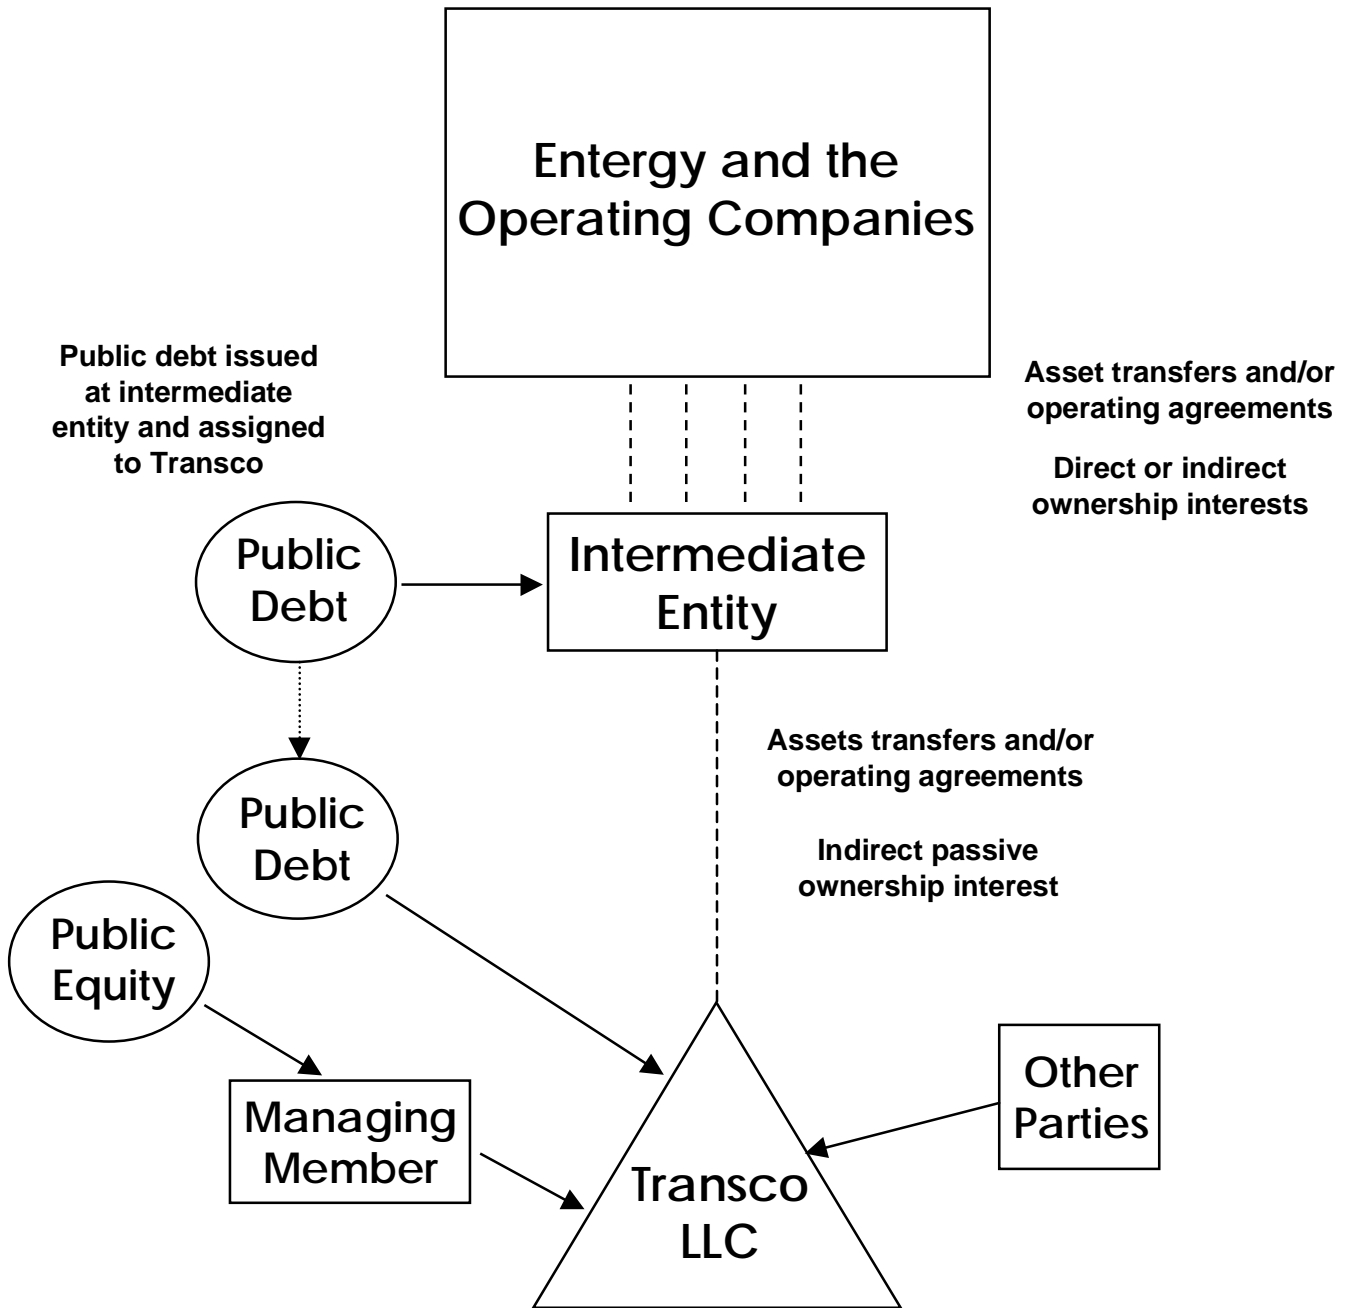 Entergy and the
Operating Companies
Public debt issued
at intermediate
entity and assigned
to Transco
Asset transfers and/or
operating agreements
Direct or indirect
ownership interests
Public
Debt
Intermediate
Entity
Assets transfers and/or
operating agreements
Indirect passive
ownership interest
Public
Debt
Public
Equity
Managing
Member
Other
Parties
Transco
LLC